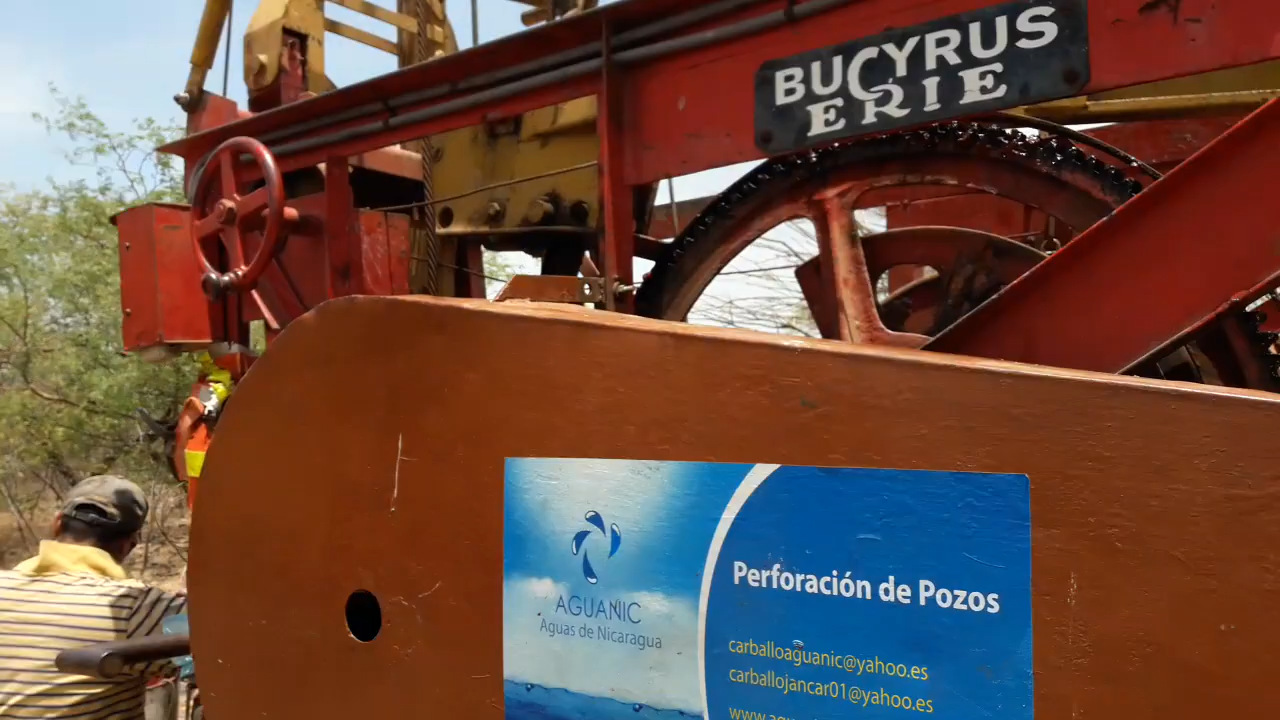 BUCYRUS
ERIE
AGUANIC
Aguas de Nicaragua
Perforación de Pozos
carballoaguanic@yahoo.es
carballojancar01@yahoo.es